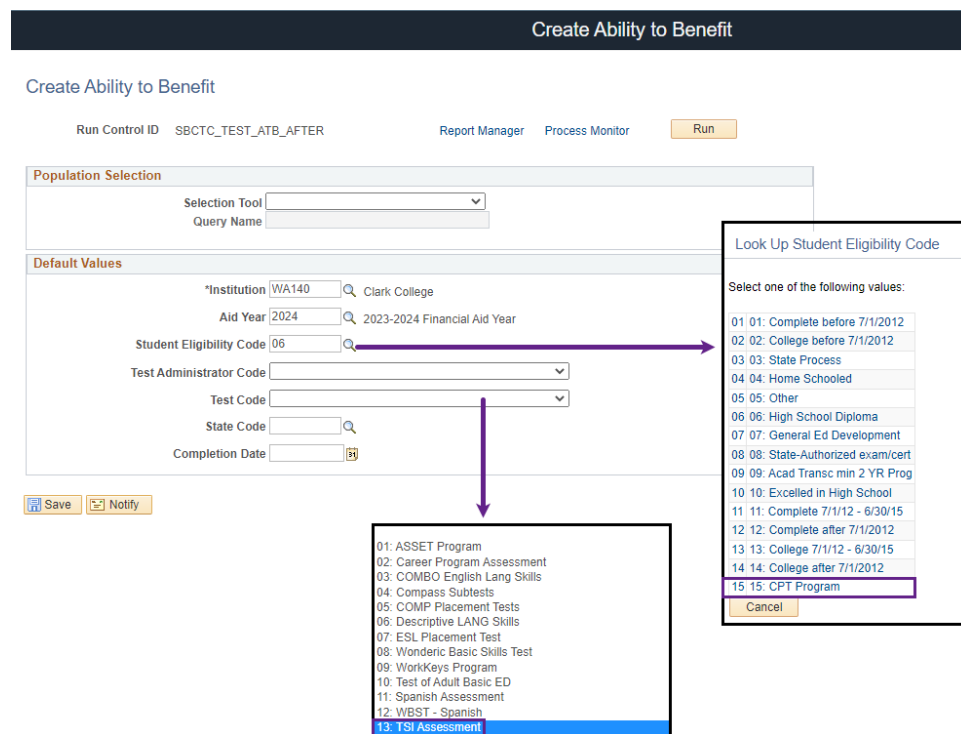 Create Ability to Benefit
Create Ability to Benefit
Run Control ID SBCTC_TEST_ATB_AFTER Report Manager Process Monitor Run
Population Selection
Selection Tool
Query Name
Default Values
*Institution WA140 Clark College
Aid Year 2024 2023-2024 Financial Aid Year
Student Eligibility Code 06
Test Administrator Code
Test Code
State Code
Completion Date 31
Save Notify
Look Up Student Eligibility Code
Select one of the following values:
01 01: Complete before 7/1/2012
02 02: College before 7/1/2012
03 03: State Process
04 04: Home Schooled
05 05: Other
06 06: High School Diploma
07 07: General Ed Development
08 08: State-Authorized exam/cert
09 09: Acad Transc min 2 YR Prog
10 10: Excelled in High School
11 11: Complete 7/1/12 - 6/30/15
12 12: Complete after 7/1/2012
13 13: College 7/1/12 - 6/30/15
14 14: College after 7/1/2012
15 15: CPT Program
Cancel
01: ASSET Program
02: Career Program Assessment
03: COMBO English Lang Skills
04: Compass Subtests
05: COMP Placement Tests
06: Descriptive LANG Skills
07: ESL Placement Test
08: Wonderic Basic Skills Test
09: WorkKeys Program
10: Test of Adult Basic ED
11: Spanish Assessment
12: WBST - Spanish
13: TSI Assessment